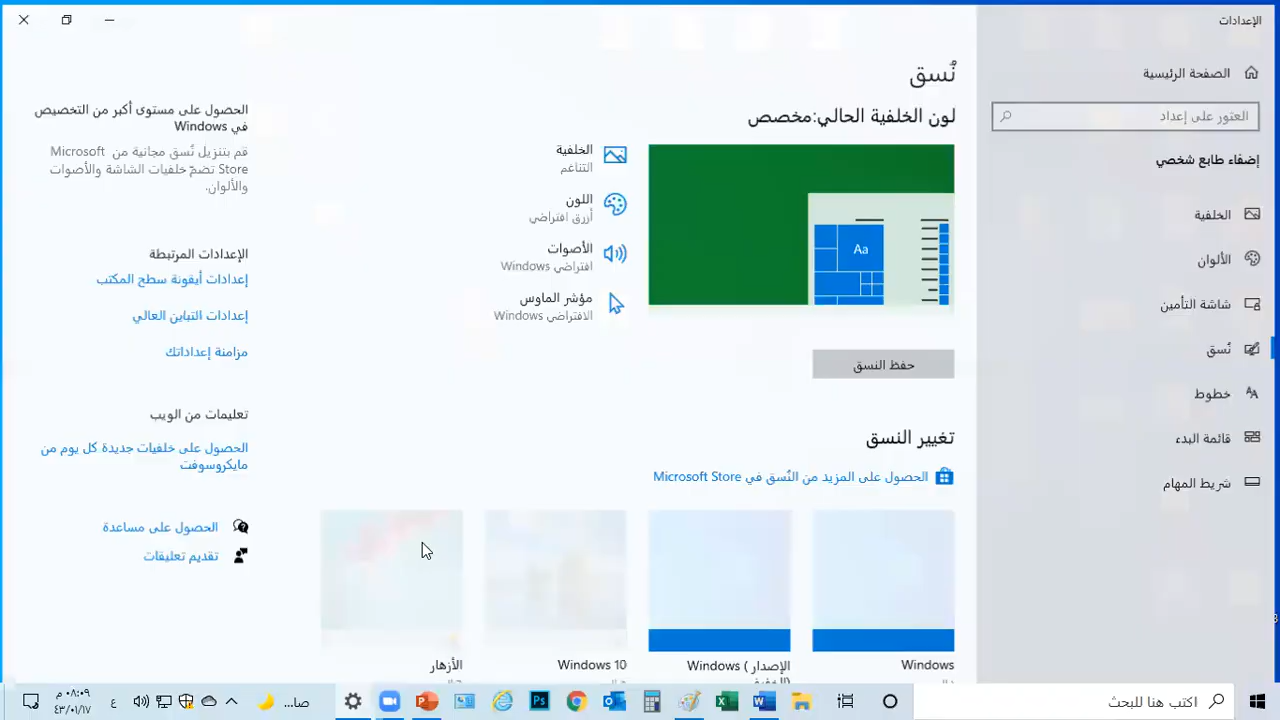 الإعدادات
الصفحة الرئيسية
العثور على إعداد
إضفاء طابع شخصي
الخلفية
الألوان
شاشة التأمين
نُسق
خطوط
قائمة البدء
شريط المهام
نُسق
لون الخلفية الحالي:مخصص
Aa
الخلفية
التناغم
اللون
أزرق افتراضي
الأصوات
افتراضي Windows
مؤشر الماوس
الافتراضي Windows
حفظ النسق
تغيير النسق
الحصول على المزيد من النُسق في Microsoft Store
Windows
Windows (الإصدار
Windows 10
الأزهار
الحصول على مستوى أكبر من التخصيص
في Windows
قم بتنزيل نُسق مجانية من Microsoft
Store تضمّ خلفيات الشاشة والأصوات
والألوان.
الإعدادات المرتبطة
إعدادات أيقونة سطح المكتب
إعدادات التباين العالي
مزامنة إعداداتك
تعليمات من الويب
الحصول على خلفيات جديدة كل يوم من
مايكروسوفت
الحصول على مساعدة
تقديم تعليقات
اكتب هنا للبحث
صا...
ع
٠٨:٠٩ م
٤٣/٠١/١٧